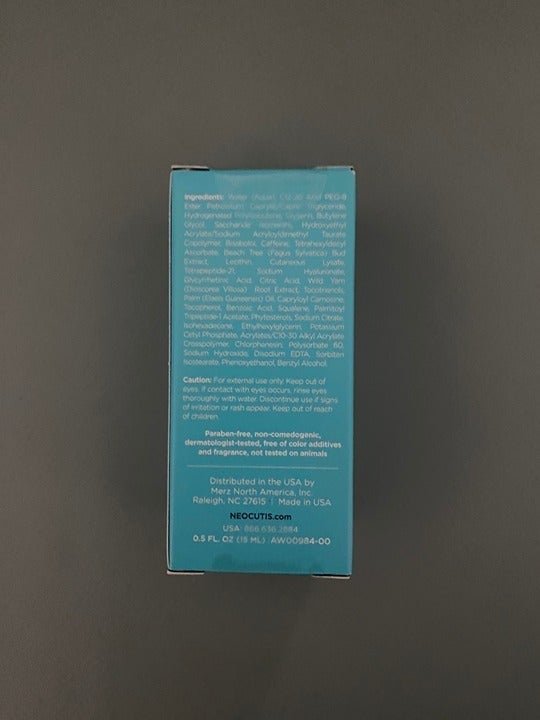 Ingredients: Water (Aqua), C12-20 Acid PEG-8
Ester, Petrolatum, Caprylic/Capric Triglyceride,
Hydrogenated Polyisobutene, Glycerin, Butylene
Glycol, Saccharide Isomerate, Hydroxyethyl
Acrylate/Sodium Acryloyldimethyl Taurate
Copolymer, Bisabolol, Caffeine, Tetrahexyldecyl
Ascorbate, Beach Tree (Fagus Sylvatica) Bud
Extract, Lecithin, Cutaneous Lysate,
Tetrapeptide-21, Sodium Hyaluronate,
Glycyrrhetinic Acid, Citric Acid, Wild Yam
(Dioscorea Villosa) Root Extract, Tocotrienols,
Palm (Elaeis Guineensis) Oil, Capryloyl Carnosine,
Tocopherol, Benzoic Acid, Squalene, Palmitoyl
Tripeptide-1 Acetate, Phytosterols, Sodium Citrate,
Isohexadecane, Ethylhexylglycerin, Potassium
Cetyl Phosphate, Acrylates/C10-30 Alkyl Acrylate
Crosspolymer, Chlorphenesin, Polysorbate 60,
Sodium Hydroxide, Disodium EDTA, Sorbitan
Isostearate, Phenoxyethanol, Benzyl Alcohol.
Caution: For external use only. Keep out of
eyes. If contact with eyes occurs, rinse eyes
thoroughly with water. Discontinue use if signs
of irritation or rash appear. Keep out of reach
of children.
Paraben-free, non-comedogenic,
dermatologist-tested, free of color additives
and fragrance, not tested on animals
Distributed in the USA by
Merz North America, Inc.
Raleigh, NC 27615 | Made in USA
NEOCUTIS.com
USA: 866.636.2884
0.5 FL. OZ (15 ML) | AW00984-00